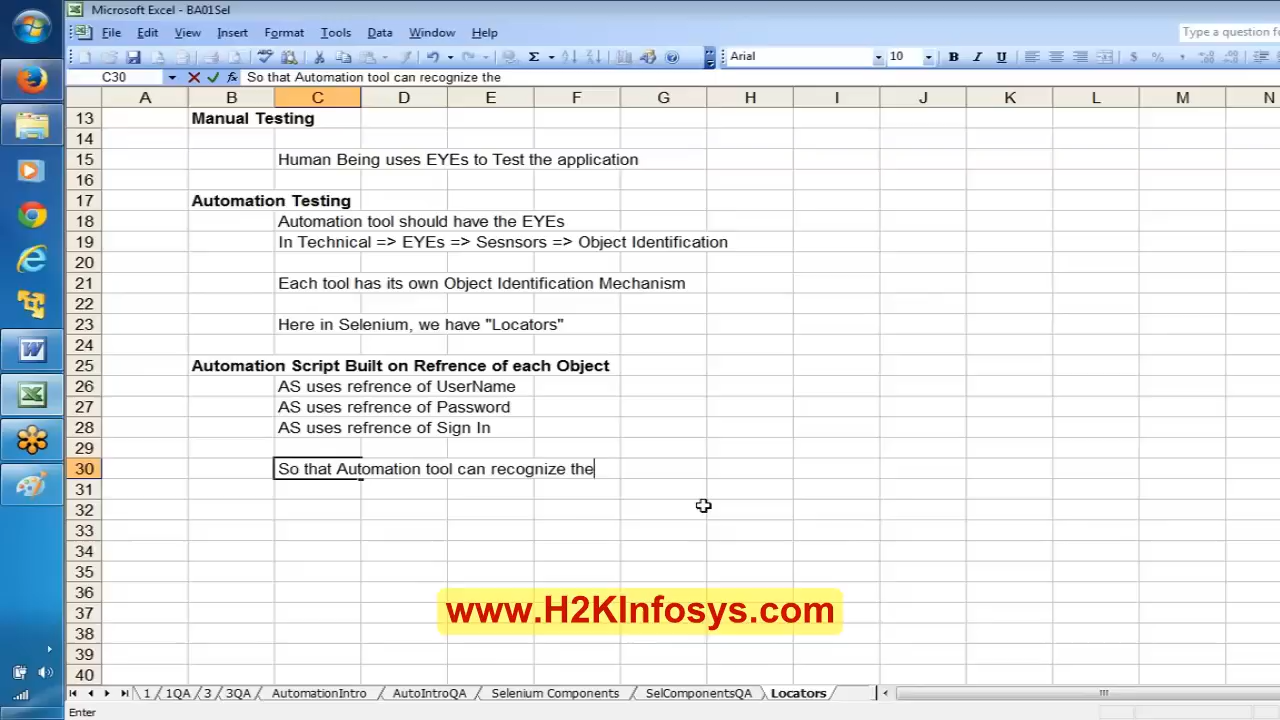 Microsoft Excel - BA01Sel
File Edit View Insert Format Tools Data Window Help
Type a question
Arial 10 B I U $ %
C30 fx So that Automation tool can recognize the
A B C D E F G H I J K L M N
13 Manual Testing
14
15 Human Being uses EYEs to Test the application
16
17 Automation Testing
18 Automation tool should have the EYEs
19 In Technical => EYEs => Sesnsors => Object Identification
20
21 Each tool has its own Object Identification Mechanism
22
23 Here in Selenium, we have "Locators"
24
25 Automation Script Built on Refrence of each Object
26 AS uses refrence of UserName
27 AS uses refrence of Password
28 AS uses refrence of Sign In
29
30 So that Automation tool can recognize the
31
32
33
34
35
36
www.H2KInfosys.com
37
38
39
40
1 1QA 3 3QA AutomationIntro AutoIntroQA Selenium Components SelComponentsQA Locators
Enter